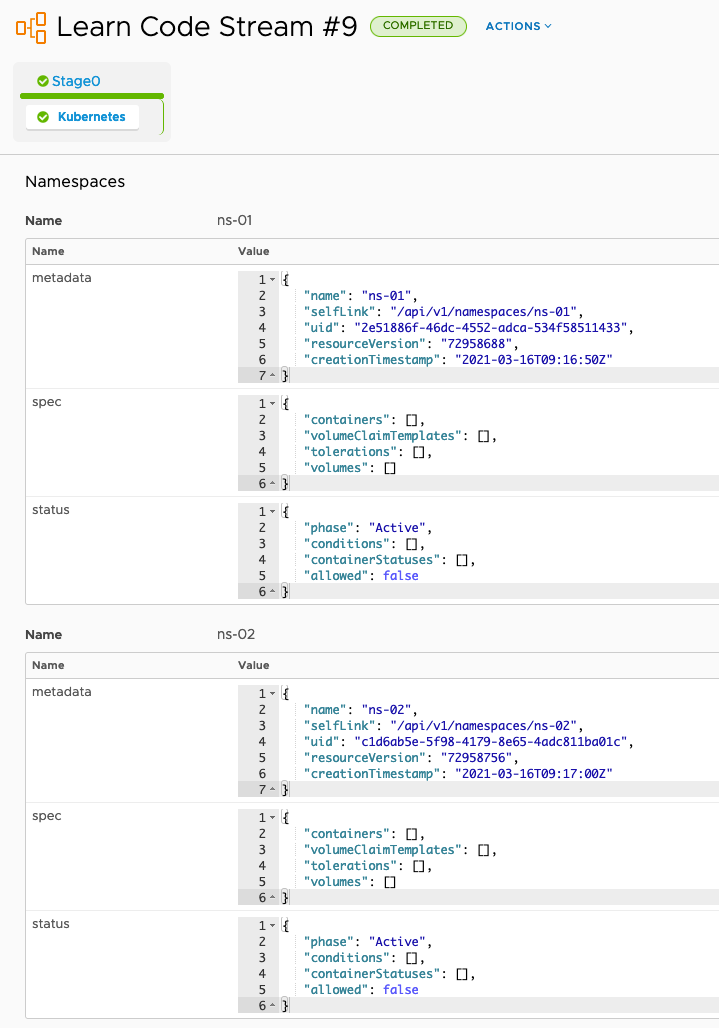 Learn Code Stream #9 COMPLETED ACTIONS
Stage0
Kubernetes
Namespaces
Name ns-01
Name Value
metadata 1 {
2 "name": "ns-01",
3 "selfLink": "/api/v1/namespaces/ns-01",
4 "uid": "2e51886f-46dc-4552-adca-534f58511433",
5 "resourceVersion": "72958688",
6 "creationTimestamp": "2021-03-16T09:16:50Z"
7 }
spec 1 {
2 "containers": [],
3 "volumeClaimTemplates": [],
4 "tolerations": [],
5 "volumes": []
6 }
status 1 {
2 "phase": "Active",
3 "conditions": [],
4 "containerStatuses": [],
5 "allowed": false
6 }
Name ns-02
Name Value
metadata 1 {
2 "name": "ns-02",
3 "selfLink": "/api/v1/namespaces/ns-02",
4 "uid": "c1d6ab5e-5f98-4179-8e65-4adc811ba01c",
5 "resourceVersion": "72958756",
6 "creationTimestamp": "2021-03-16T09:17:00Z"
7 }
spec 1 {
2 "containers": [],
3 "volumeClaimTemplates": [],
4 "tolerations": [],
5 "volumes": []
6 }
status 1 {
2 "phase": "Active",
3 "conditions": [],
4 "containerStatuses": [],
5 "allowed": false
6 }